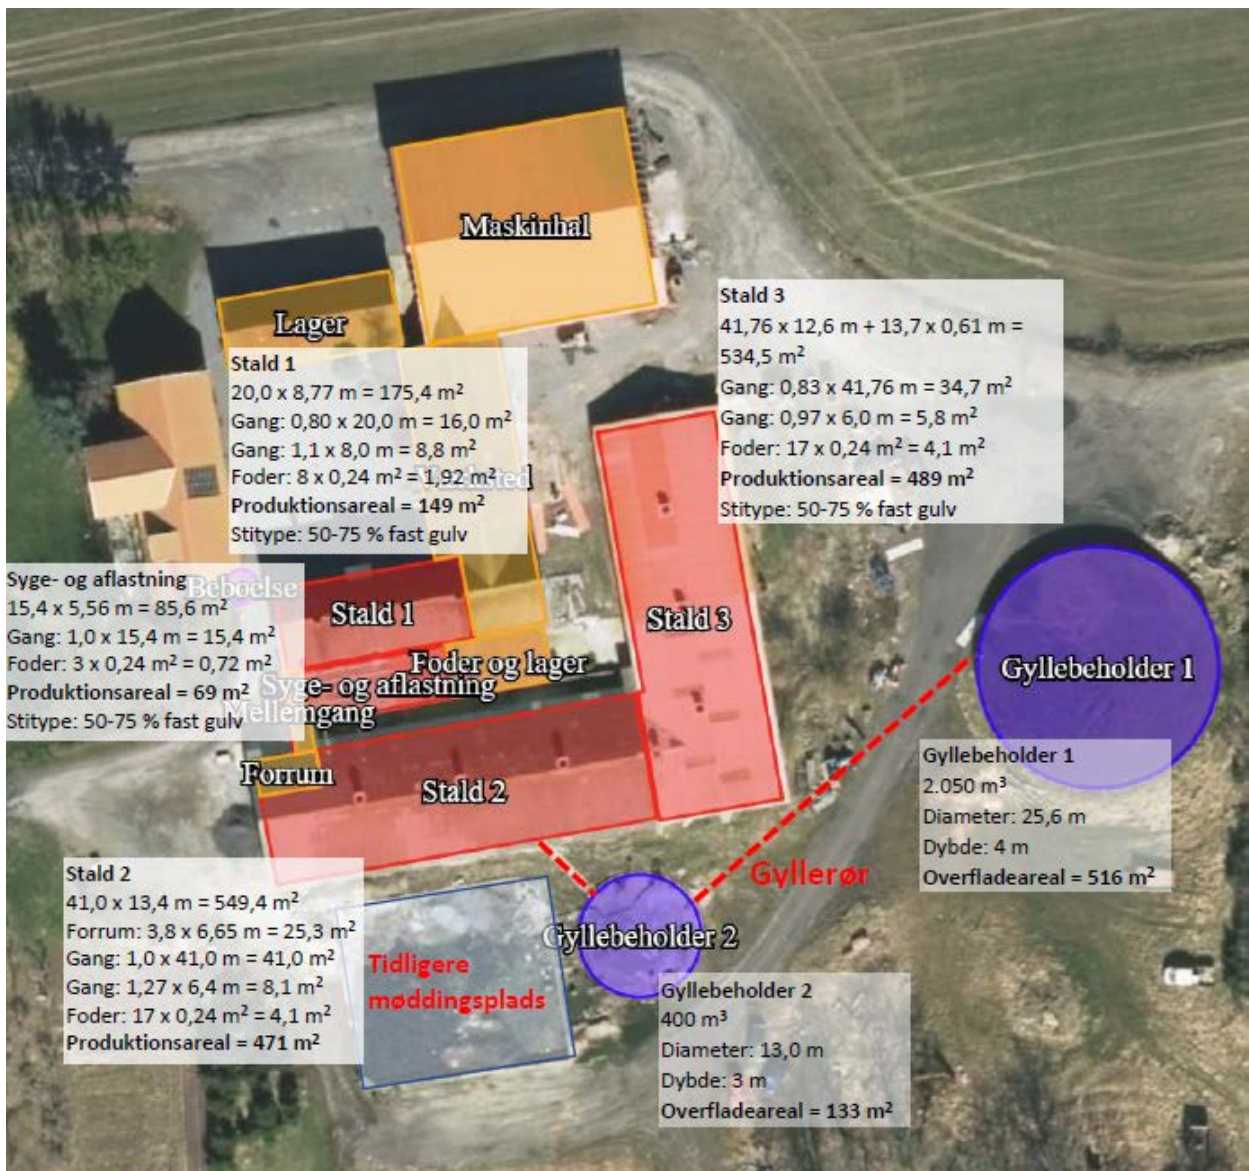 Maskinhal
Lager
Stald 1
20,0 x 8,77 m = 175,4 m²
Gang: 0,80 x 20,0 m = 16,0 m²
Gang: 1,1 x 8,0 m = 8,8 m²
Foder: 8 x 0,24 m² = 1,92 m²
Produktionsareal = 149 m²
Stitype: 50-75 % fast gulv
Værksted
Stald 3
41,76 x 12,6 m + 13,7 x 0,61 m =
534,5 m²
Gang: 0,83 x 41,76 m = 34,7 m²
Gang: 0,97 x 6,0 m = 5,8 m²
Foder: 17 x 0,24 m² = 4,1 m²
Produktionsareal = 489 m²
Stitype: 50-75 % fast gulv
Syge- og aflastning
15,4 x 5,56 m = 85,6 m²
Gang: 1,0 x 15,4 m = 15,4 m²
Foder: 3 x 0,24 m² = 0,72 m²
Produktionsareal = 69 m²
Stitype: 50-75 % fast gulv
Beboelse
Stald 1
Stald 3
Foder og lager
Syge- og aflastning
Mellemgang
Forrum
Stald 2
Gyllebeholder 1
Gyllebeholder 1
2.050 m³
Diameter: 25,6 m
Dybde: 4 m
Overfladeareal = 516 m²
Gyllerør
Stald 2
41,0 x 13,4 m = 549,4 m²
Forrum: 3,8 x 6,65 m = 25,3 m²
Gang: 1,0 x 41,0 m = 41,0 m²
Gang: 1,27 x 6,4 m = 8,1 m²
Foder: 17 x 0,24 m² = 4,1 m²
Produktionsareal = 471 m²
Tidligere
møddingsplads
Gyllebeholder 2
Gyllebeholder 2
400 m³
Diameter: 13,0 m
Dybde: 3 m
Overfladeareal = 133 m²